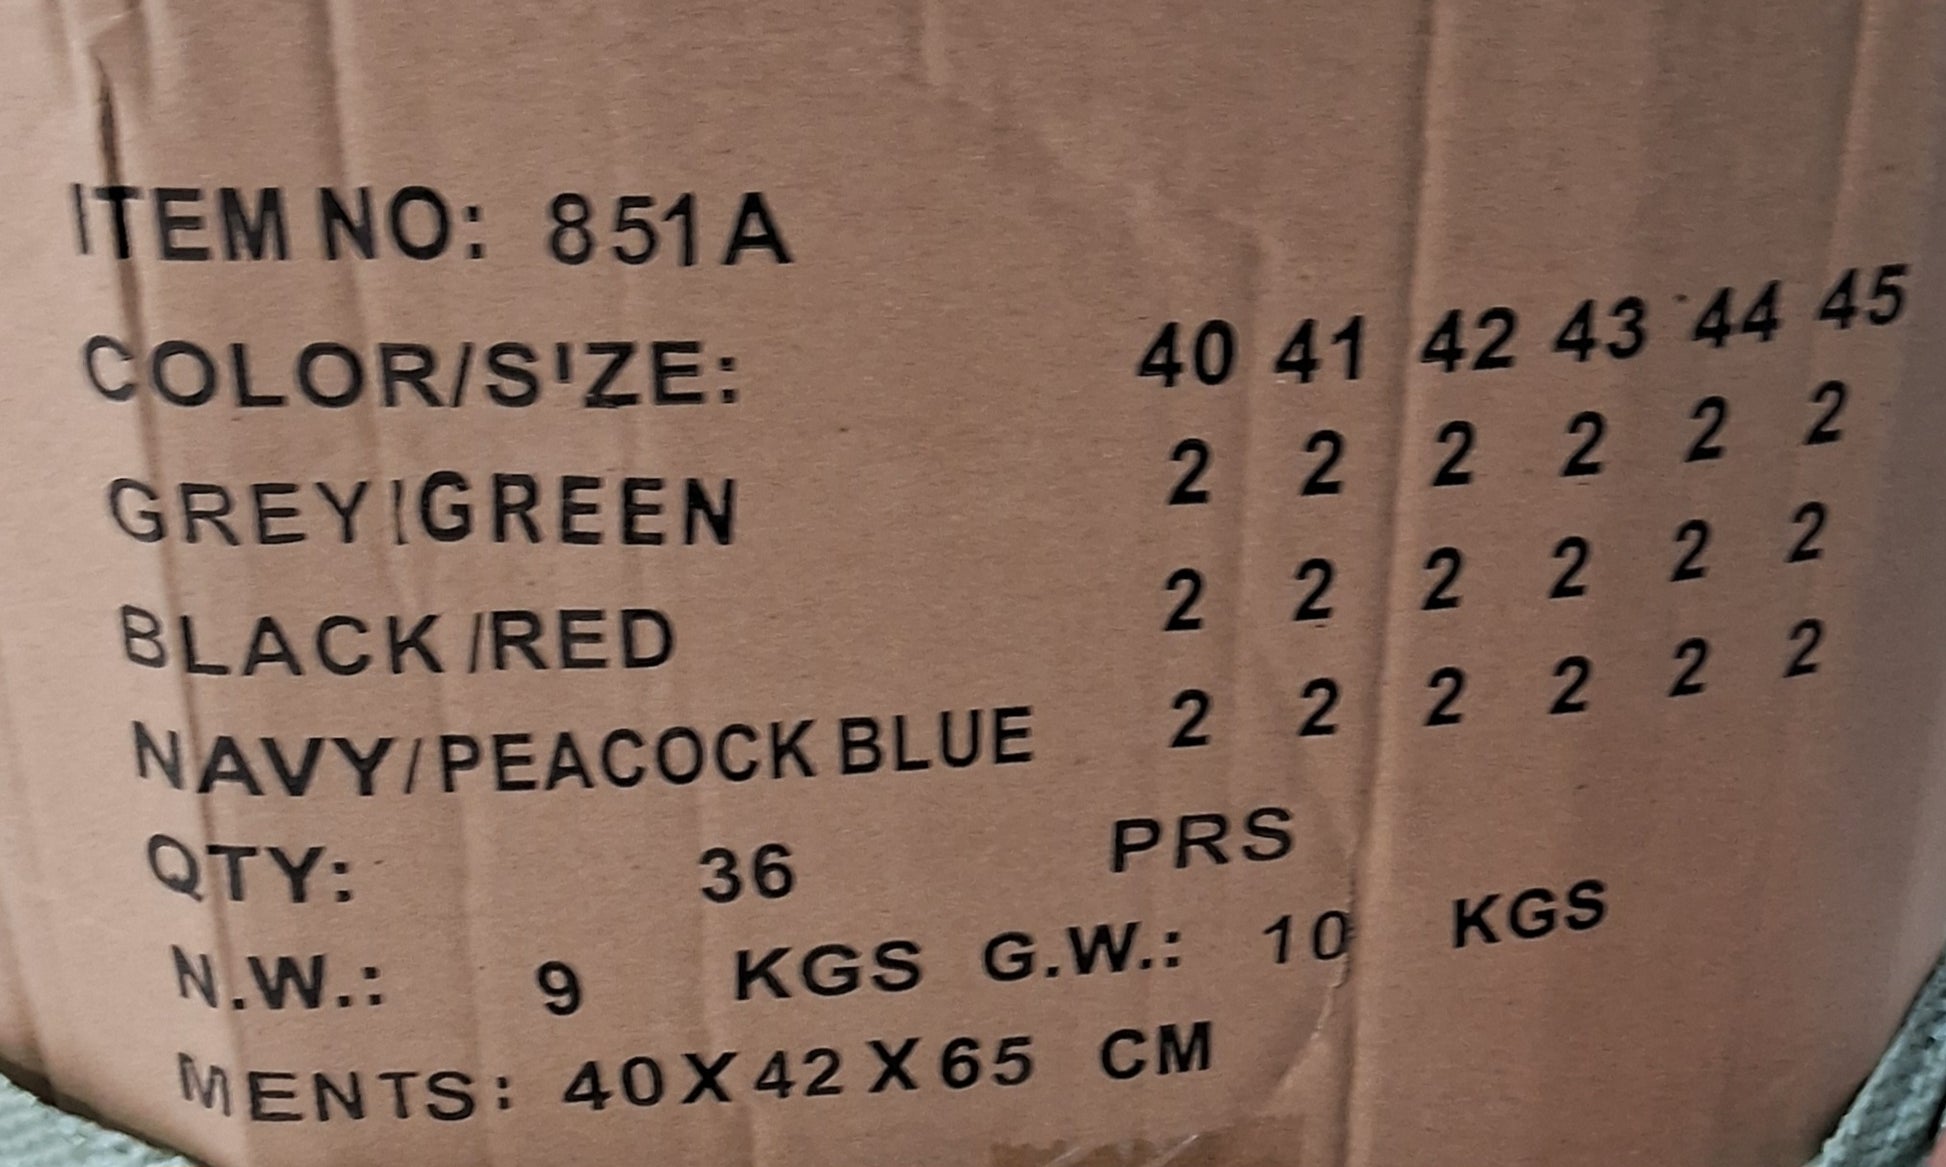 ITEM NO: 851A
COLOR/SIZE: 40 41 42 43 44 45
GREY/GREEN 2 2 2 2 2 2
BLACK/RED 2 2 2 2 2 2
NAVY/PEACOCK BLUE 2 2 2 2 2 2
QTY: 36 PRS
N.W.: 9 KGS G.W.: 10 KGS
MENTS: 40X42X65 CM